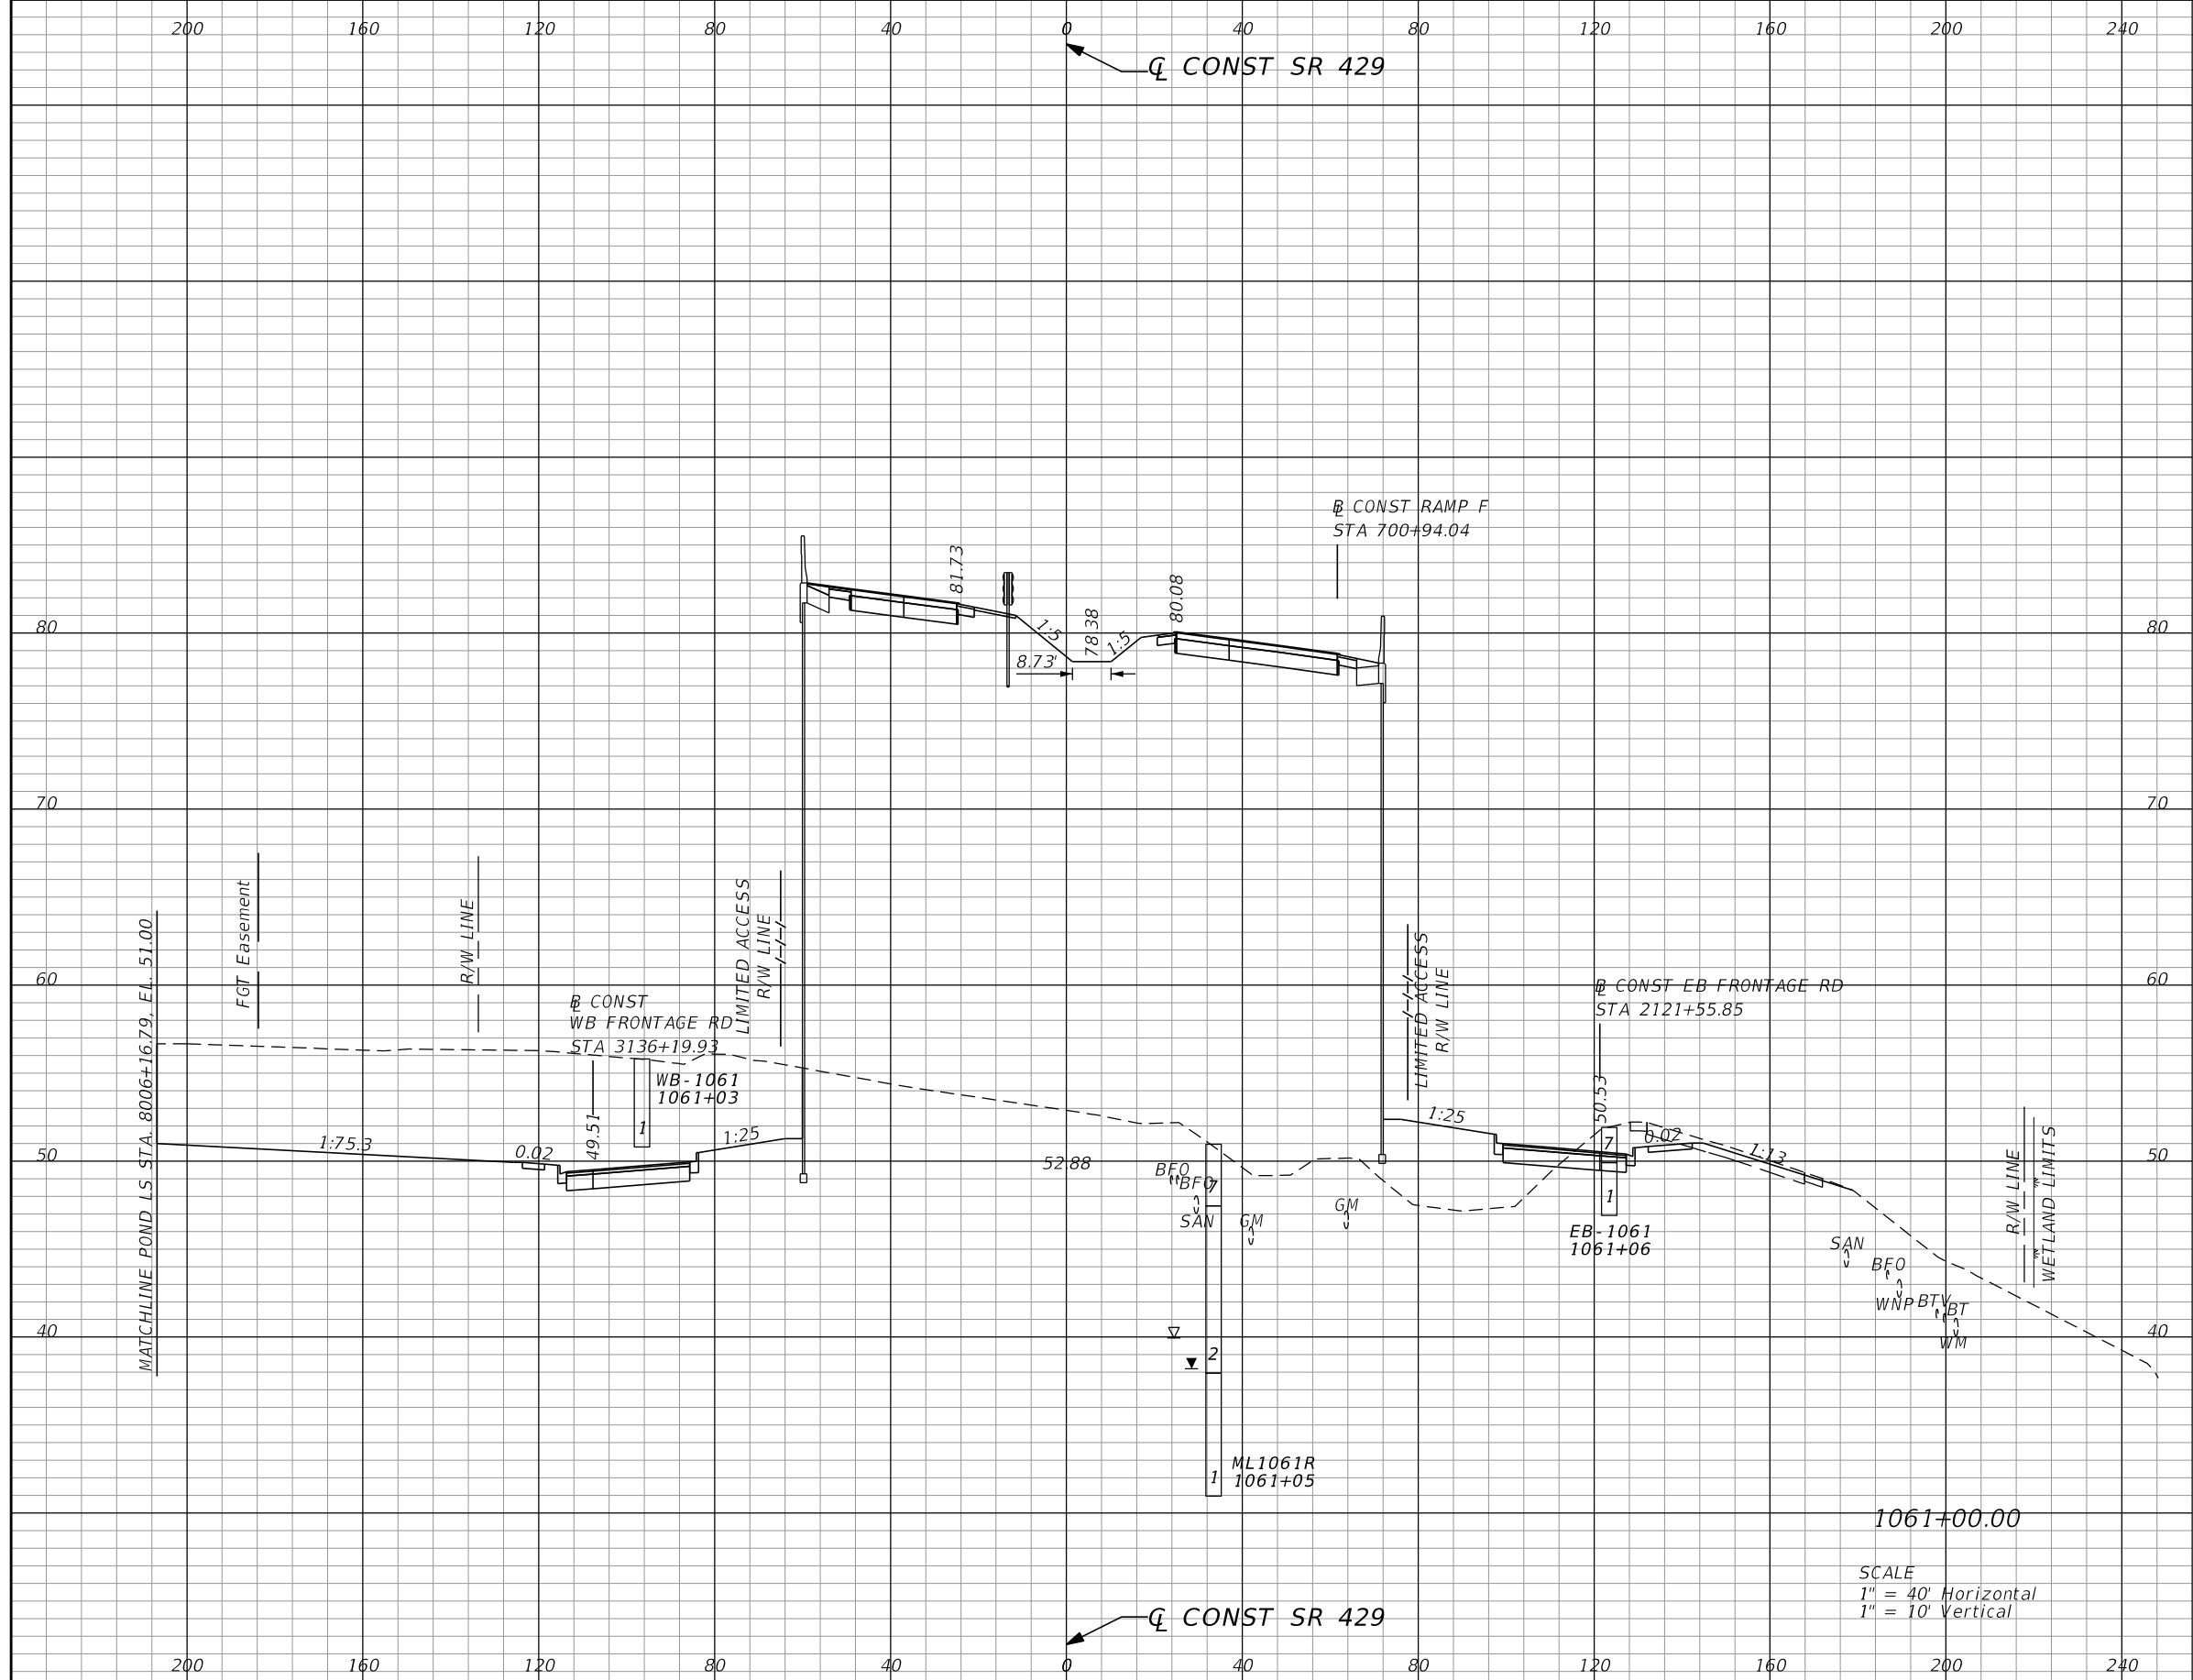 200 160 120 80 40 0 40 80 120 160 200 240
℄ CONST SR 429
B CONST RAMP F
STA 700+94.04
81.73
80.08
78.38
1:5
1:5
8.73'
80 80
70 70
60 60
50 50
40 40
MATCHLINE POND LS STA. 8006+16.79, EL. 51.00
FGT Easement
R/W LINE
LIMITED ACCESS
R/W LINE
B CONST
WB FRONTAGE RD
STA 3136+19.93
WB-1061
1061+03
1
49.51
1:75.3
0.02
1:25
52.88
LIMITED ACCESS
R/W LINE
B CONST EB FRONTAGE RD
STA 2121+55.85
50.53
1:25
7
1
0.02
1:13
EB-1061
1061+06
BFO
BFO
SAN
GM
GM
7
2
1
ML1061R
1061+05
SAN
BFO
WNP
BTV
BT
WM
R/W LINE
WETLAND LIMITS
1061+00.00
SCALE
1" = 40' Horizontal
1" = 10' Vertical
℄ CONST SR 429
200 160 120 80 40 0 40 80 120 160 200 240